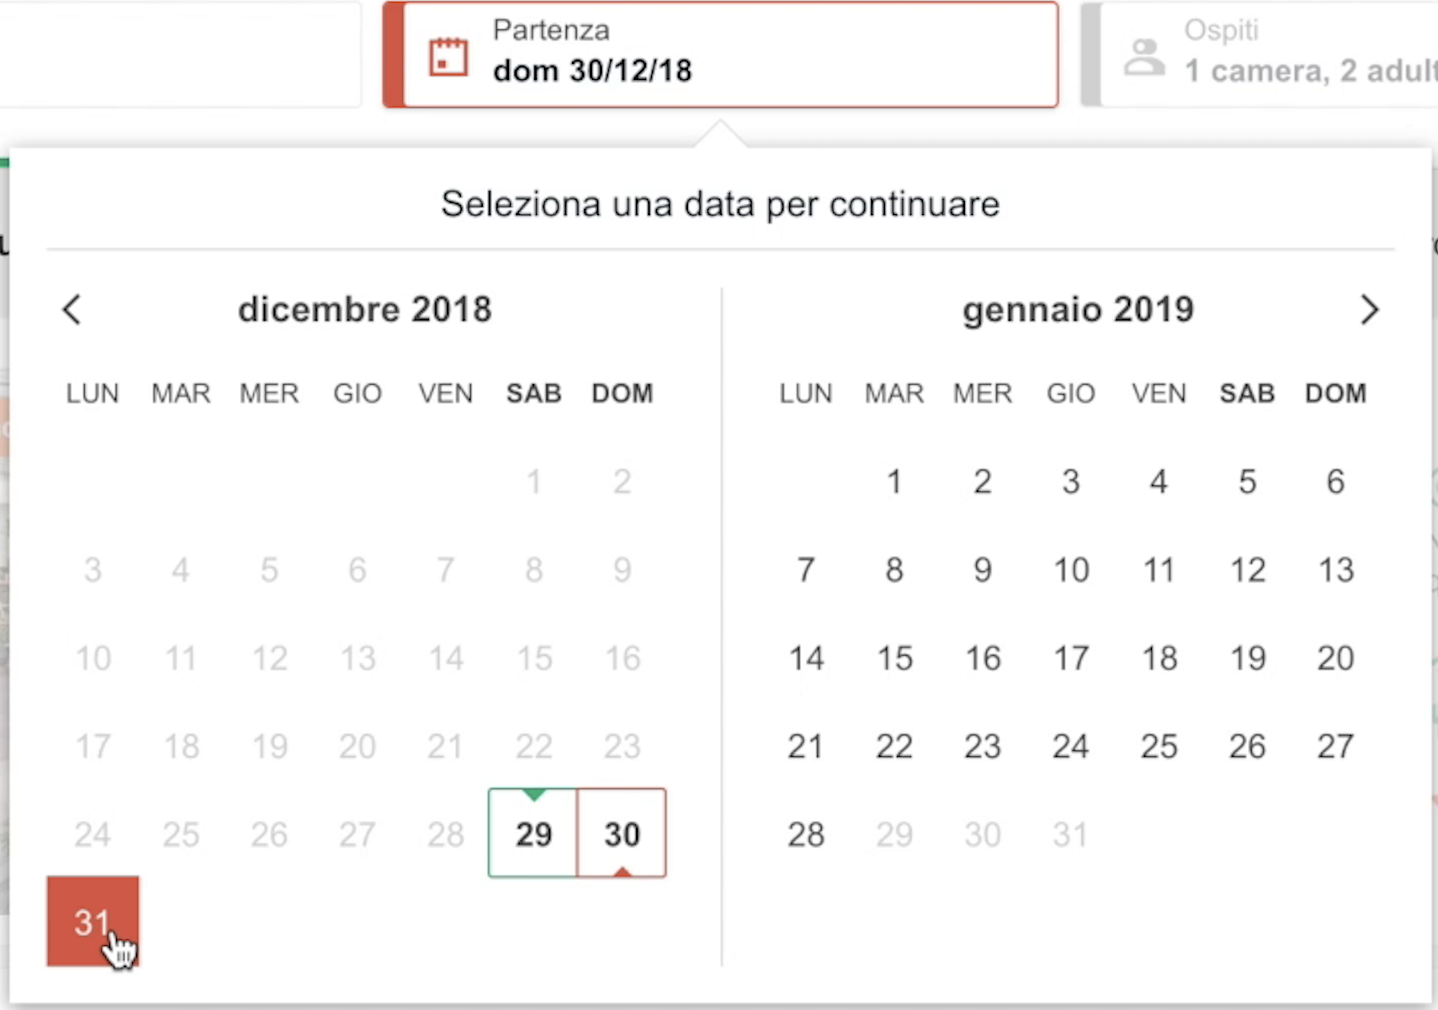 Partenza
dom 30/12/18
Ospiti
1 camera, 2 adult
Seleziona una data per continuare
dicembre 2018
LUN MAR MER GIO VEN SAB DOM
1 2
3 4 5 6 7 8 9
10 11 12 13 14 15 16
17 18 19 20 21 22 23
24 25 26 27 28 29 30
31
gennaio 2019
LUN MAR MER GIO VEN SAB DOM
1 2 3 4 5 6
7 8 9 10 11 12 13
14 15 16 17 18 19 20
21 22 23 24 25 26 27
28 29 30 31